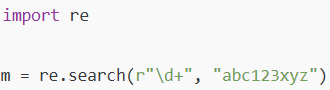 import re
m = re.search(r"\d+", "abc123xyz")